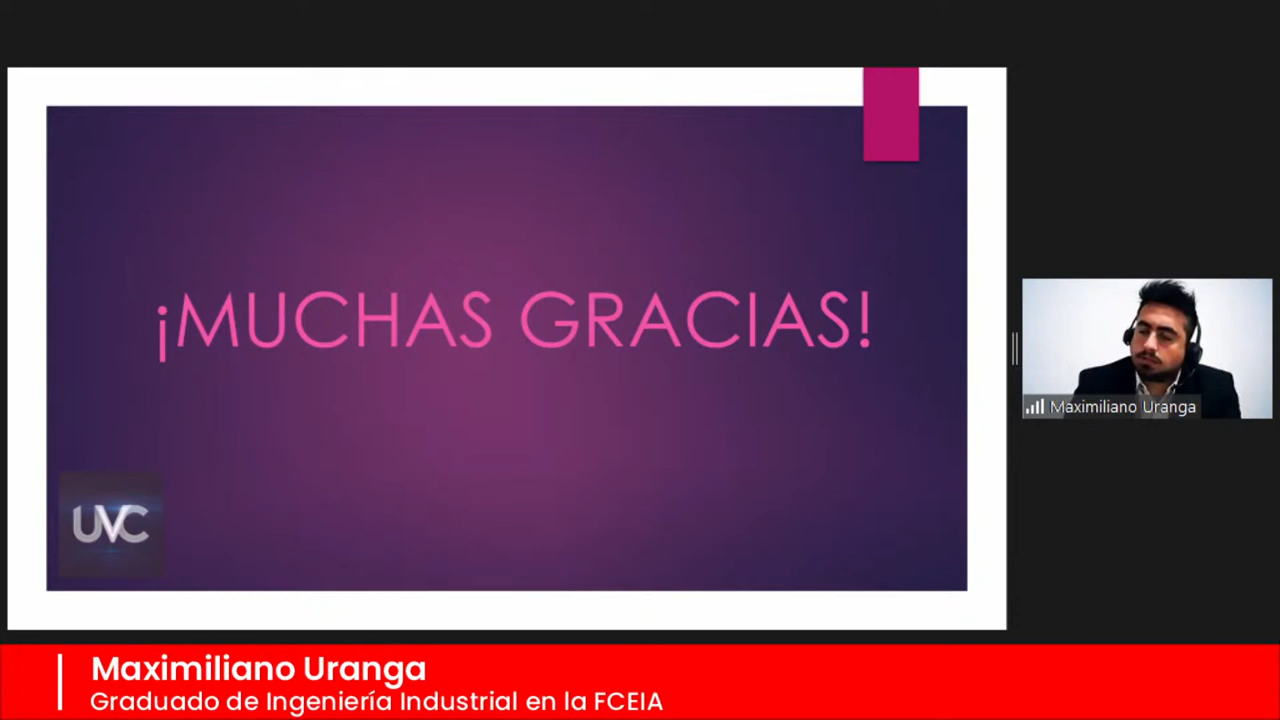 ¡MUCHAS GRACIAS!
UVC
Maximiliano Uranga
Maximiliano Uranga
Graduado de Ingeniería Industrial en la FCEIA